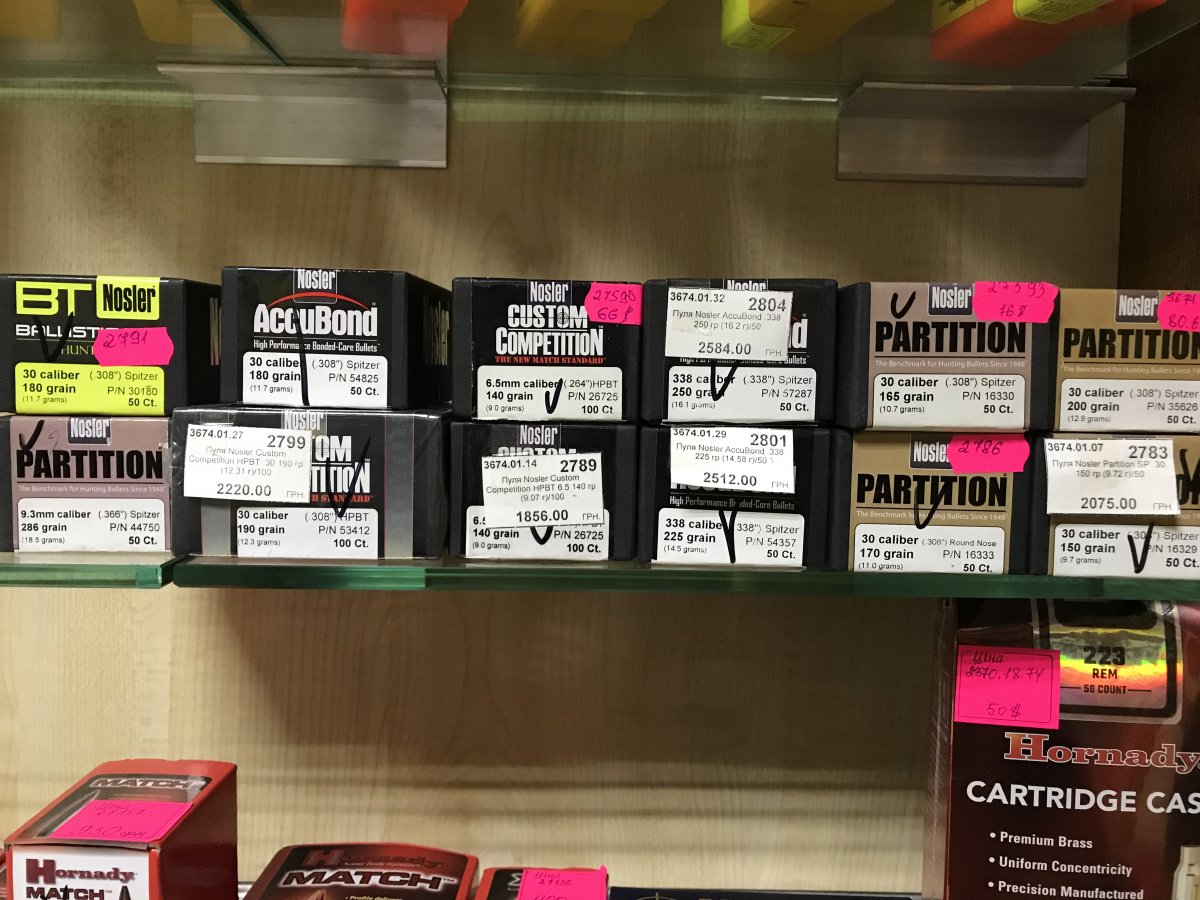 BT Nosler
BALLISTIC
HUNT
2791
30 caliber (.308") Spitzer
180 grain P/N 30180
(11.7 grams) 50 Ct.
Nosler
AccuBond
High Performance Bonded-Core Bullets
30 caliber (.308") Spitzer
180 grain P/N 54825
(11.7 grams) 50 Ct.
Nosler
CUSTOM
COMPETITION
THE NEW MATCH STANDARD
66$
6.5mm caliber (.264")HPBT
140 grain P/N 26725
(9.0 grams) 100 Ct.
Nosler
3674.01.32 2804
Пуля Nosler AccuBond .338
250 гр (16.2 г)/50
2584.00 ГРН.
338 caliber (.338") Spitzer
250 grain P/N 57287
(16.1 grams) 50 Ct.
Nosler
PARTITION
The Benchmark for Hunting Bullets Since 1948
30 caliber (.308") Spitzer
165 grain P/N 16330
(10.7 grams) 50 Ct.
Nosler
PARTITION
The Benchmark for Hunting Bullets Since 1948
30 caliber (.308") Spitzer
200 grain P/N 35626
(12.9 grams) 50 Ct.
Nosler
PARTITION
The Benchmark for Hunting Bullets Since 1948
9.3mm caliber (.366") Spitzer
286 grain P/N 44750
(18.5 grams) 50 Ct.
3674.01.27 2799
Пуля Nosler Custom
Competition HPBT .30 190 гр
(12.31 г)/100
2220.00 ГРН.
30 caliber (.308")HPBT
190 grain P/N 53412
(12.3 grams) 100 Ct.
Nosler
3674.01.14 2789
Пуля Nosler Custom
Competition HPBT 6.5 140 гр
(9.07 г)/100
1856.00 ГРН.
140 grain P/N 26725
(9.0 grams) 100 Ct.
3674.01.29 2801
Пуля Nosler AccuBond .338
225 гр (14.58 г)/50
2512.00 ГРН.
High Performance Bonded-Core Bullets
338 caliber (.338") Spitzer
225 grain P/N 54357
(14.5 grams) 50 Ct.
Nosler
2786
PARTITION
The Benchmark for Hunting Bullets Since 1948
30 caliber (.308") Round Nose
170 grain P/N 16333
(11.0 grams) 50 Ct.
3674.01.07 2783
Пуля Nosler Partition SP .30
150 гр (9.72 г)/50
2075.00 ГРН.
30 caliber (.308") Spitzer
150 grain P/N 16329
(9.7 grams) 50 Ct.
Ціна
2370.18.74
50$
223
REM
50 COUNT
Hornady
CARTRIDGE CAS
• Premium Brass
• Uniform Concentricity
• Precision Manufactured
MATCH
Ціна
Hornady
MATCH
Hornady
MATCH
Ціна